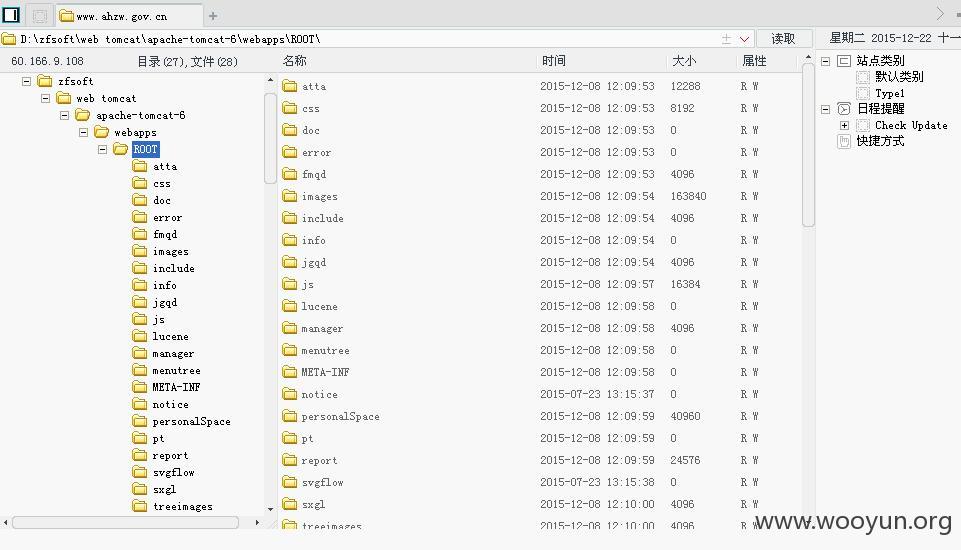 www.ahzw.gov.cn
D:\zfsoft\web tomcat\apache-tomcat-6\webapps\ROOT\
读取
星期二 2015-12-22 十一
60.166.9.108
目录(27),文件(28)
zfsoft
web tomcat
apache-tomcat-6
webapps
ROOT
atta
css
doc
error
fmqd
images
include
info
jgqd
js
lucene
manager
menutree
META-INF
notice
personalSpace
pt
report
svgflow
sxgl
treeimages
名称 时间 大小 属性
atta 2015-12-08 12:09:53 12288 R W
css 2015-12-08 12:09:53 8192 R W
doc 2015-12-08 12:09:53 0 R W
error 2015-12-08 12:09:53 0 R W
fmqd 2015-12-08 12:09:53 4096 R W
images 2015-12-08 12:09:54 163840 R W
include 2015-12-08 12:09:54 4096 R W
info 2015-12-08 12:09:54 0 R W
jgqd 2015-12-08 12:09:54 4096 R W
js 2015-12-08 12:09:57 16384 R W
lucene 2015-12-08 12:09:58 0 R W
manager 2015-12-08 12:09:58 4096 R W
menutree 2015-12-08 12:09:58 0 R W
META-INF 2015-12-08 12:09:58 0 R W
notice 2015-07-23 13:15:37 0 R W
personalSpace 2015-12-08 12:09:59 40960 R W
pt 2015-12-08 12:09:59 0 R W
report 2015-12-08 12:09:59 24576 R W
svgflow 2015-07-23 13:15:38 0 R W
sxgl 2015-12-08 12:10:00 4096 R W
treeimages 2015-12-08 12:10:00 4096 R W
站点类别
默认类别
Type1
日程提醒
Check Update
快捷方式
www.wooyun.org